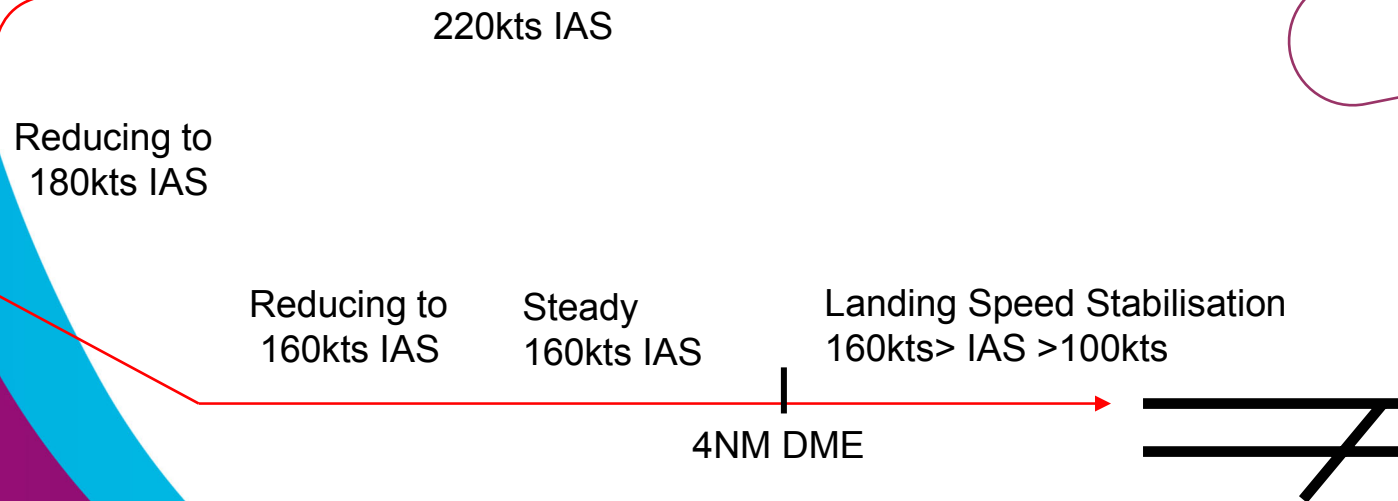 220kts IAS
Reducing to
180kts IAS
Reducing to
160kts IAS
Steady
160kts IAS
Landing Speed Stabilisation
160kts> IAS >100kts
4NM DME